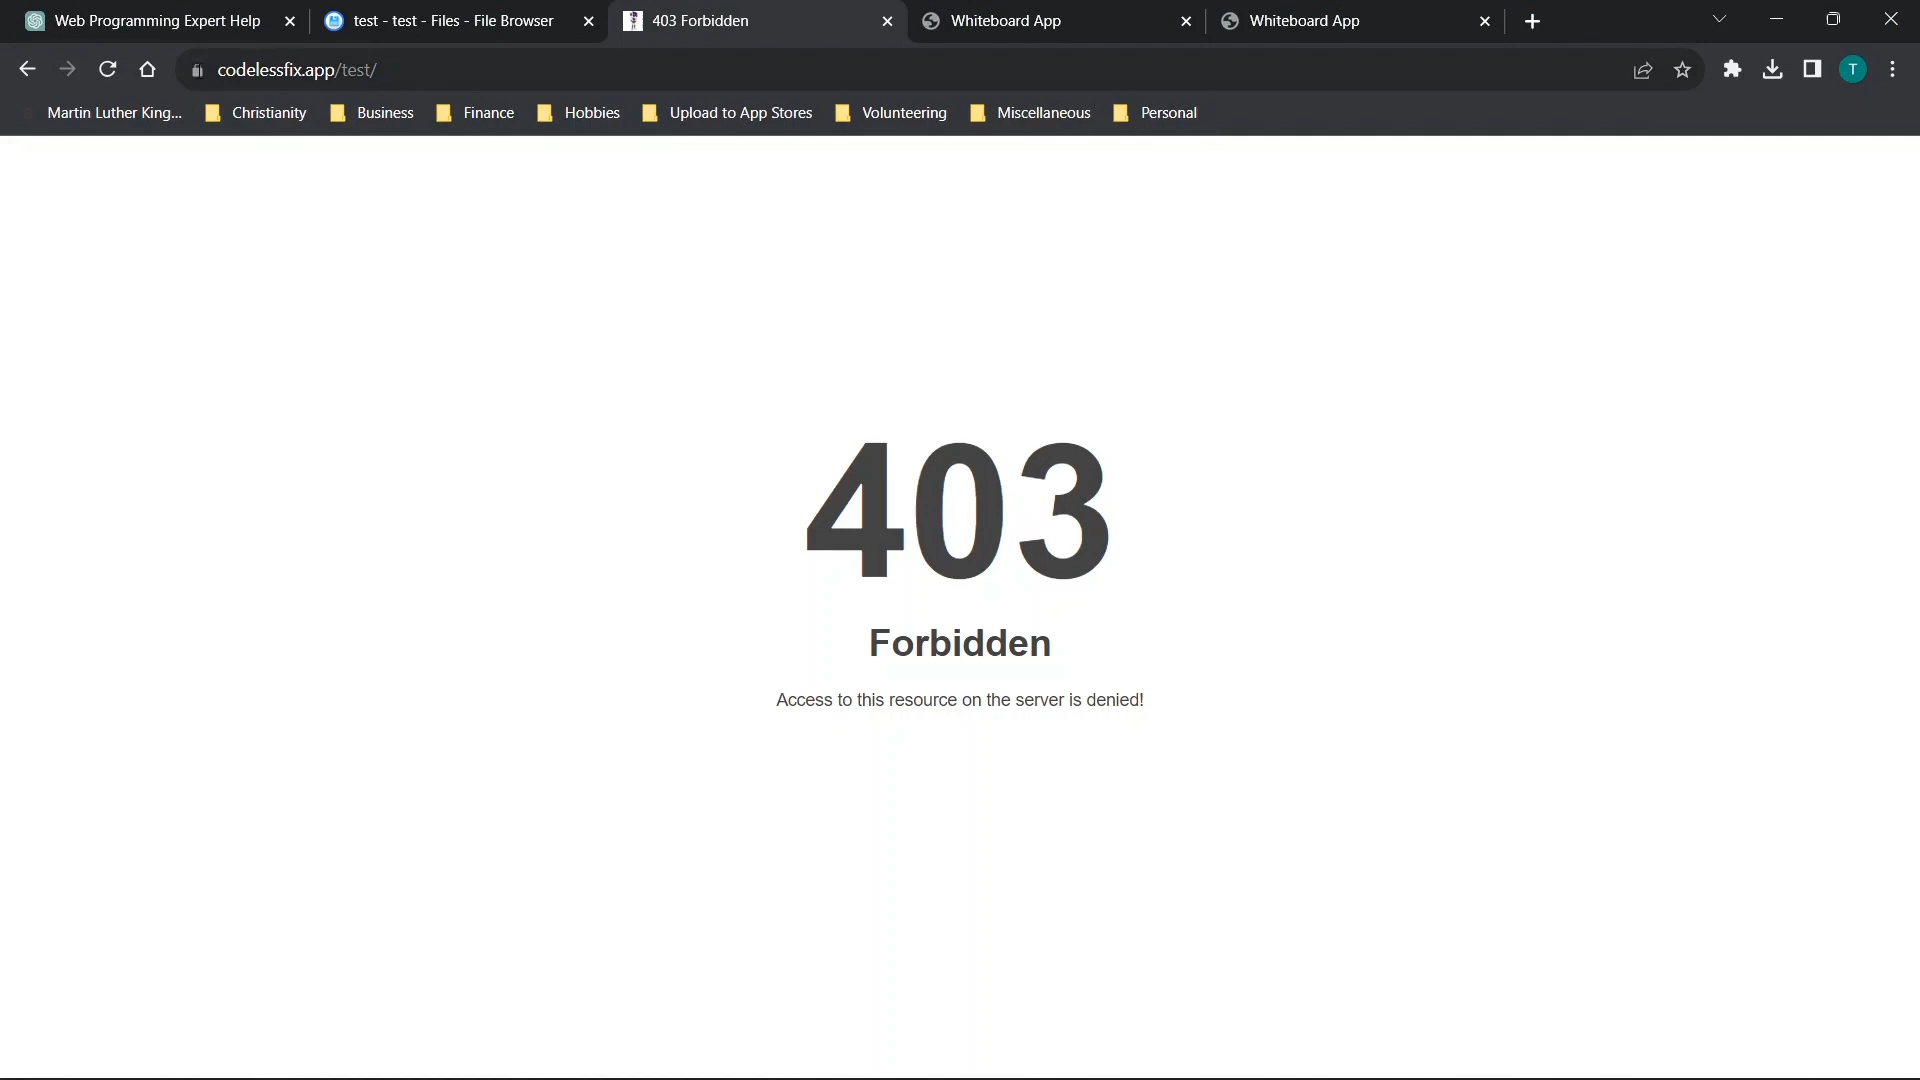 Web Programming Expert Help
test - test - Files - File Browser
403 Forbidden
Whiteboard App
Whiteboard App
codelessfix.app/test/
T
Martin Luther King...
Christianity
Business
Finance
Hobbies
Upload to App Stores
Volunteering
Miscellaneous
Personal
403
Forbidden
Access to this resource on the server is denied!